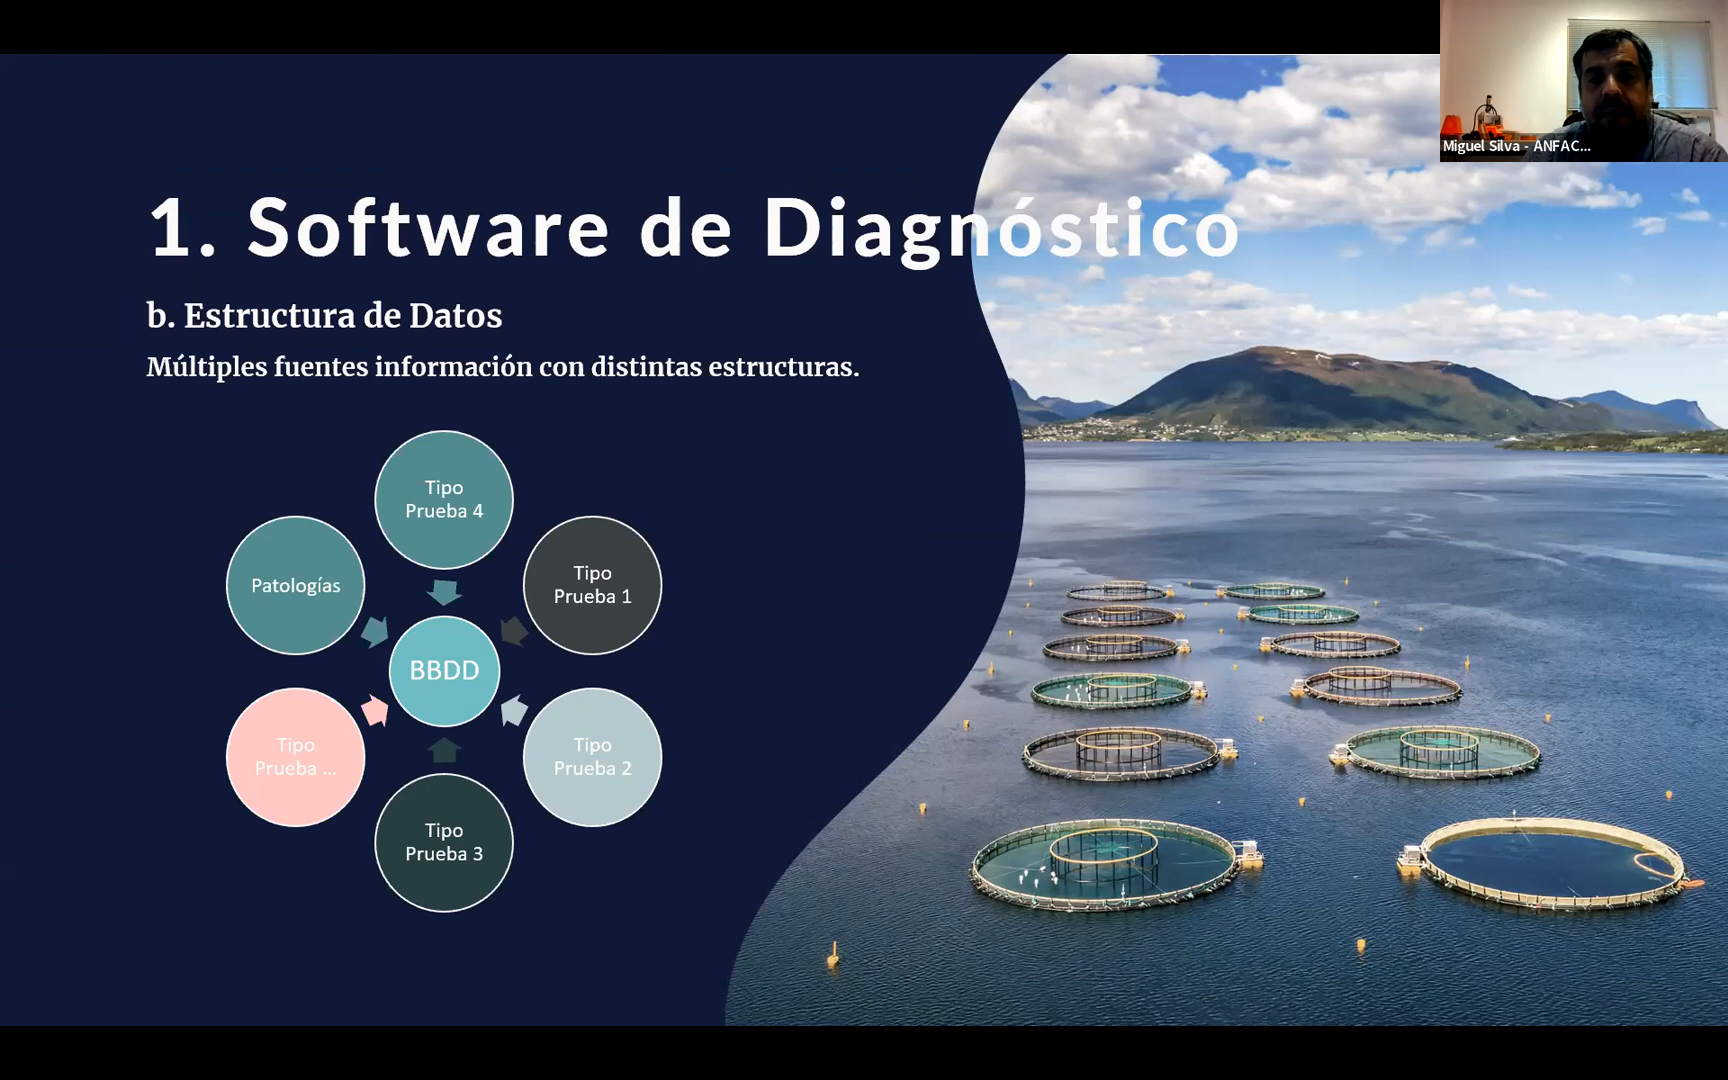 Miguel Silva - ANFAC...
1. Software de Diagnóstico
b. Estructura de Datos
Múltiples fuentes información con distintas estructuras.
Tipo
Prueba 4
Patologías
Tipo
Prueba 1
BBDD
Tipo
Prueba ...
Tipo
Prueba 2
Tipo
Prueba 3